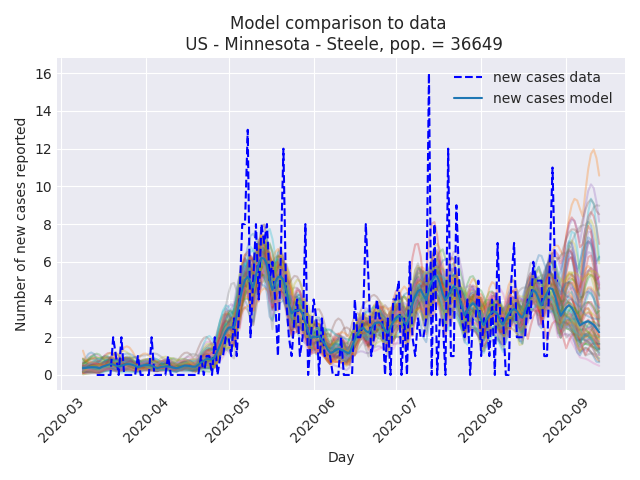 Model comparison to data
US - Minnesota - Steele, pop. = 36649
new cases data
new cases model
Number of new cases reported
16
14
12
10
8
6
4
2
0
2020-03
2020-04
2020-05
2020-06
2020-07
2020-08
2020-09
Day